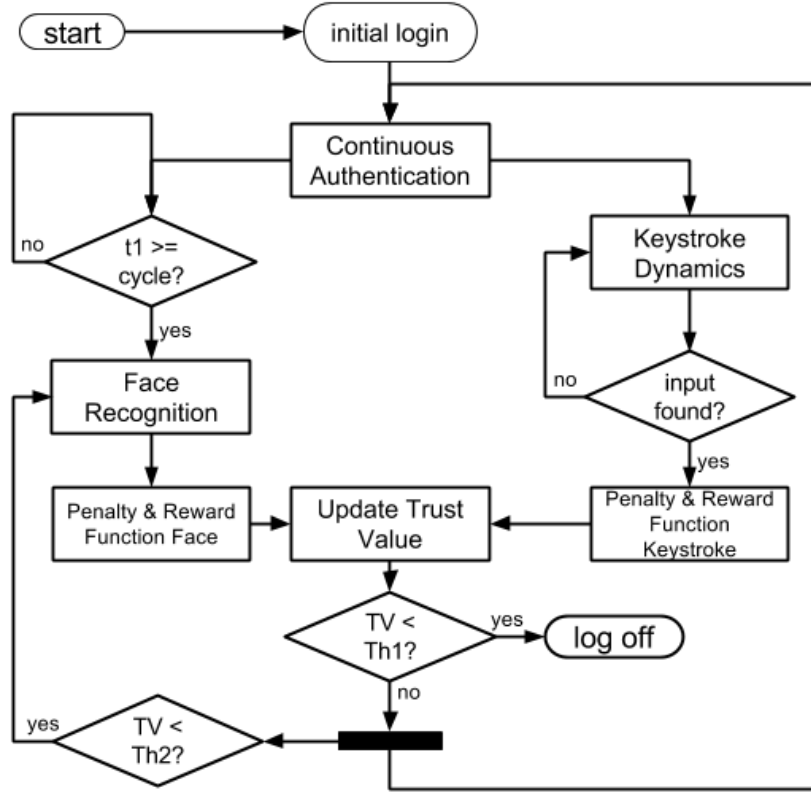 start
initial login
Continuous
Authentication
no
t1 >=
cycle?
Keystroke
Dynamics
yes
Face
Recognition
no
input
found?
yes
Penalty & Reward
Function Face
Update Trust
Value
Penalty & Reward
Function
Keystroke
TV <
Th1?
yes
log off
no
yes
TV <
Th2?